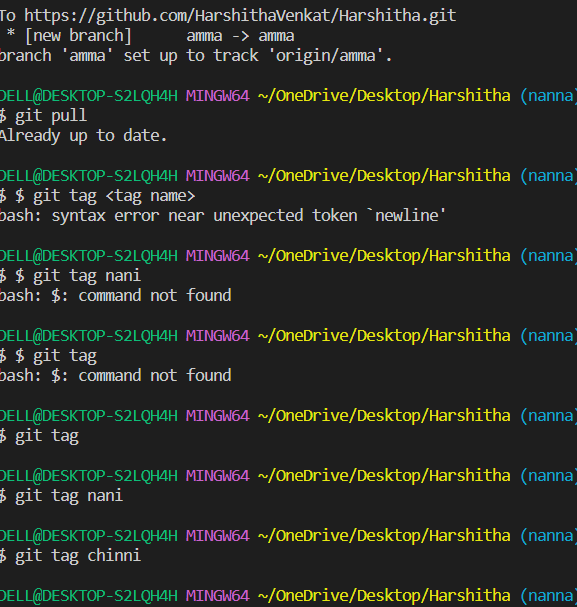 To https://github.com/HarshithaVenkat/Harshitha.git
 * [new branch]      amma -> amma
branch 'amma' set up to track 'origin/amma'.
DELL@DESKTOP-S2LQH4H MINGW64 ~/OneDrive/Desktop/Harshitha (nanna)
$ git pull
Already up to date.
DELL@DESKTOP-S2LQH4H MINGW64 ~/OneDrive/Desktop/Harshitha (nanna)
$ $ git tag <tag name>
bash: syntax error near unexpected token `newline'
DELL@DESKTOP-S2LQH4H MINGW64 ~/OneDrive/Desktop/Harshitha (nanna)
$ $ git tag nani
bash: $: command not found
DELL@DESKTOP-S2LQH4H MINGW64 ~/OneDrive/Desktop/Harshitha (nanna)
$ $ git tag
bash: $: command not found
DELL@DESKTOP-S2LQH4H MINGW64 ~/OneDrive/Desktop/Harshitha (nanna)
$ git tag
DELL@DESKTOP-S2LQH4H MINGW64 ~/OneDrive/Desktop/Harshitha (nanna)
$ git tag nani
DELL@DESKTOP-S2LQH4H MINGW64 ~/OneDrive/Desktop/Harshitha (nanna)
$ git tag chinni
DELL@DESKTOP-S2LQH4H MINGW64 ~/OneDrive/Desktop/Harshitha (nanna)